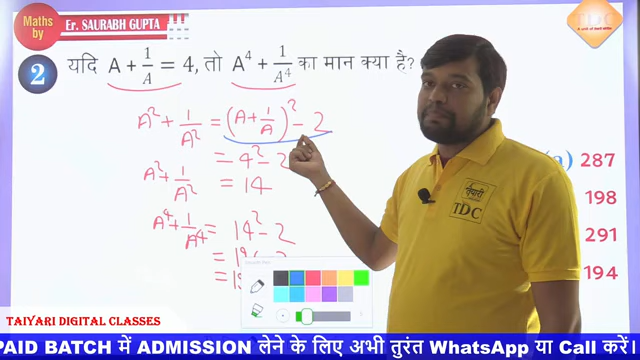 Maths by
Er. SAURABH GUPTA
TDC
2
यदि A + 1/A = 4, तो A⁴ + 1/A⁴ का मान क्या है?
A² + 1/A² = (A + 1/A)² - 2
= 4² - 2
A² + 1/A² = 14
A⁴ + 1/A⁴ = 14² - 2
(a) 287
198
291
194
तैयारी
TDC
TAIYARI DIGITAL CLASSES
PAID BATCH में ADMISSION लेने के लिए अभी तुरंत WhatsApp या Call करें!